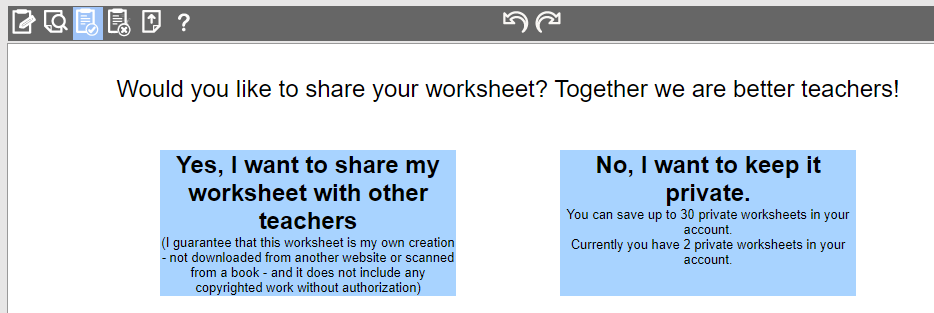 ?
Would you like to share your worksheet? Together we are better teachers!
Yes, I want to share my
worksheet with other
teachers
(I guarantee that this worksheet is my own creation
- not downloaded from another website or scanned
from a book - and it does not include any
copyrighted work without authorization)
No, I want to keep it
private.
You can save up to 30 private worksheets in your
account.
Currently you have 2 private worksheets in your
account.